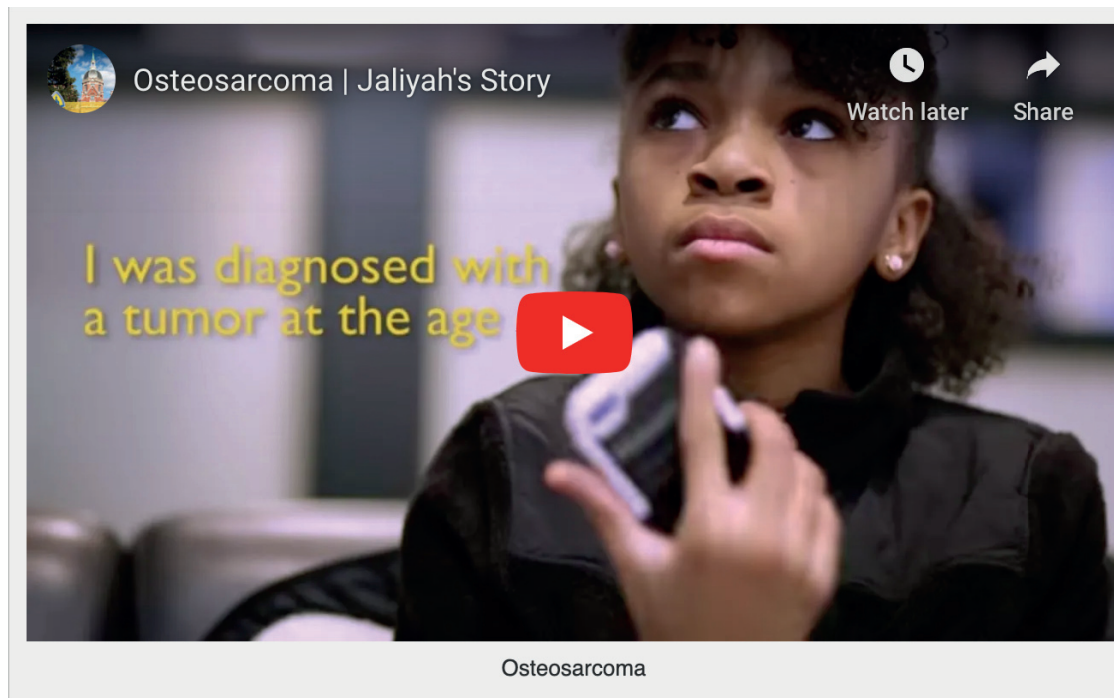 Osteosarcoma | Jaliyah's Story
Watch later
Share
I was diagnosed with
a tumor at the age
Osteosarcoma